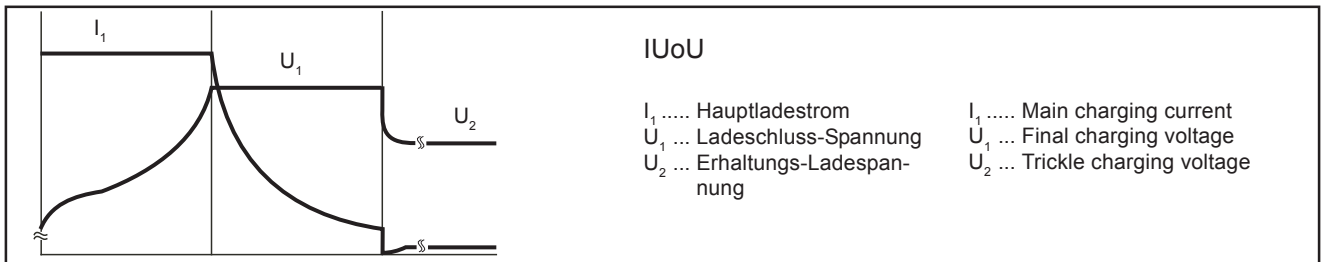 I₁
U₁
U₂
IUoU
I₁ ..... Hauptladestrom
U₁ ... Ladeschluss-Spannung
U₂ ... Erhaltungs-Ladespan-
nung
I₁ ..... Main charging current
U₁ ... Final charging voltage
U₂ ... Trickle charging voltage